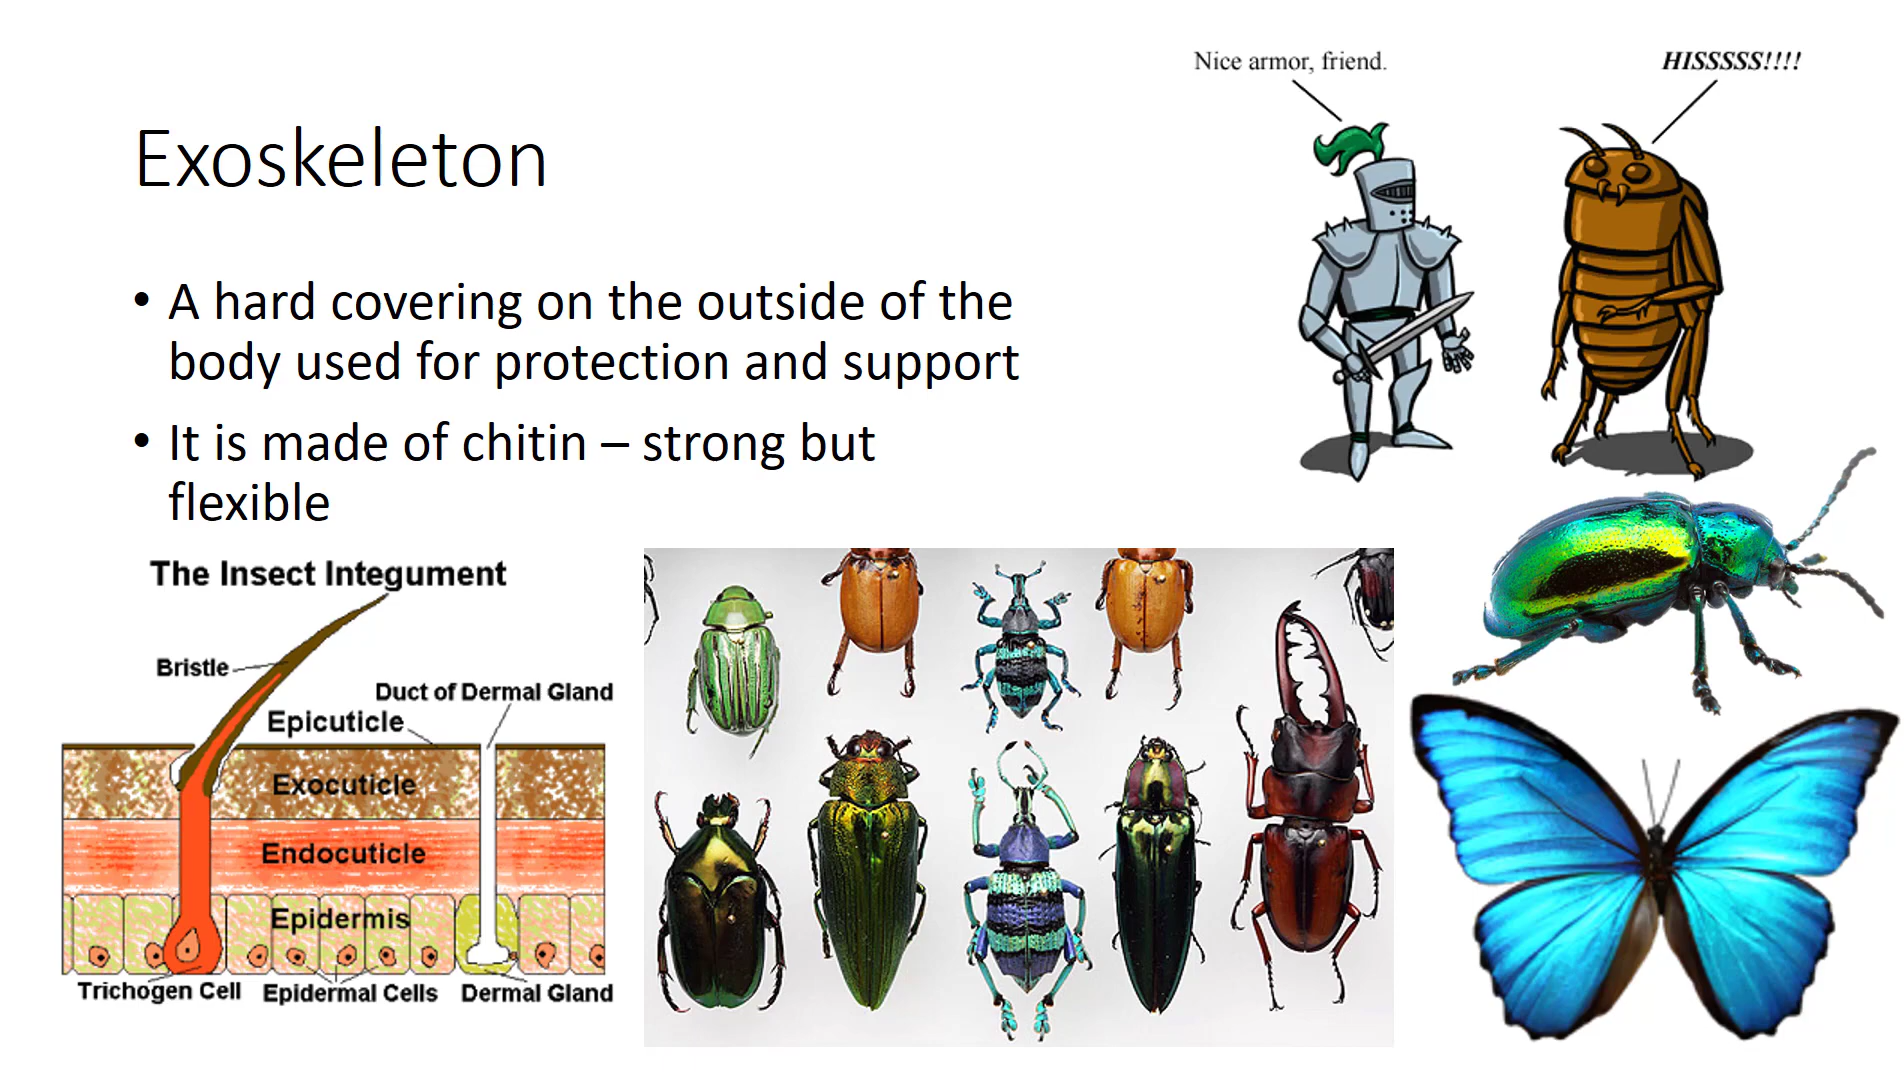 Nice armor, friend.
HISSSSS!!!!
Exoskeleton
• A hard covering on the outside of the
body used for protection and support
• It is made of chitin – strong but
flexible
The Insect Integument
Bristle
Duct of Dermal Gland
Epicuticle
Exocuticle
Endocuticle
Epidermis
Trichogen Cell
Epidermal Cells
Dermal Gland